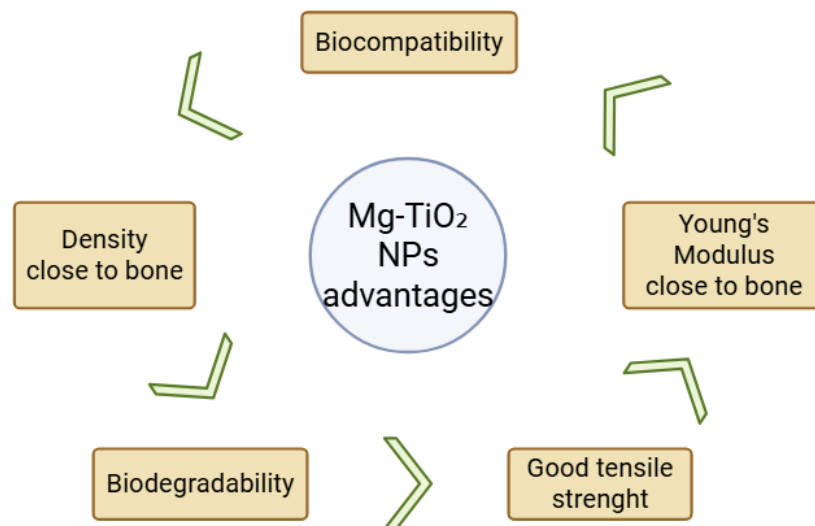 Biocompatibility
Density
close to bone
Mg-TiO₂
NPs
advantages
Young's
Modulus
close to bone
Biodegradability
Good tensile
strenght